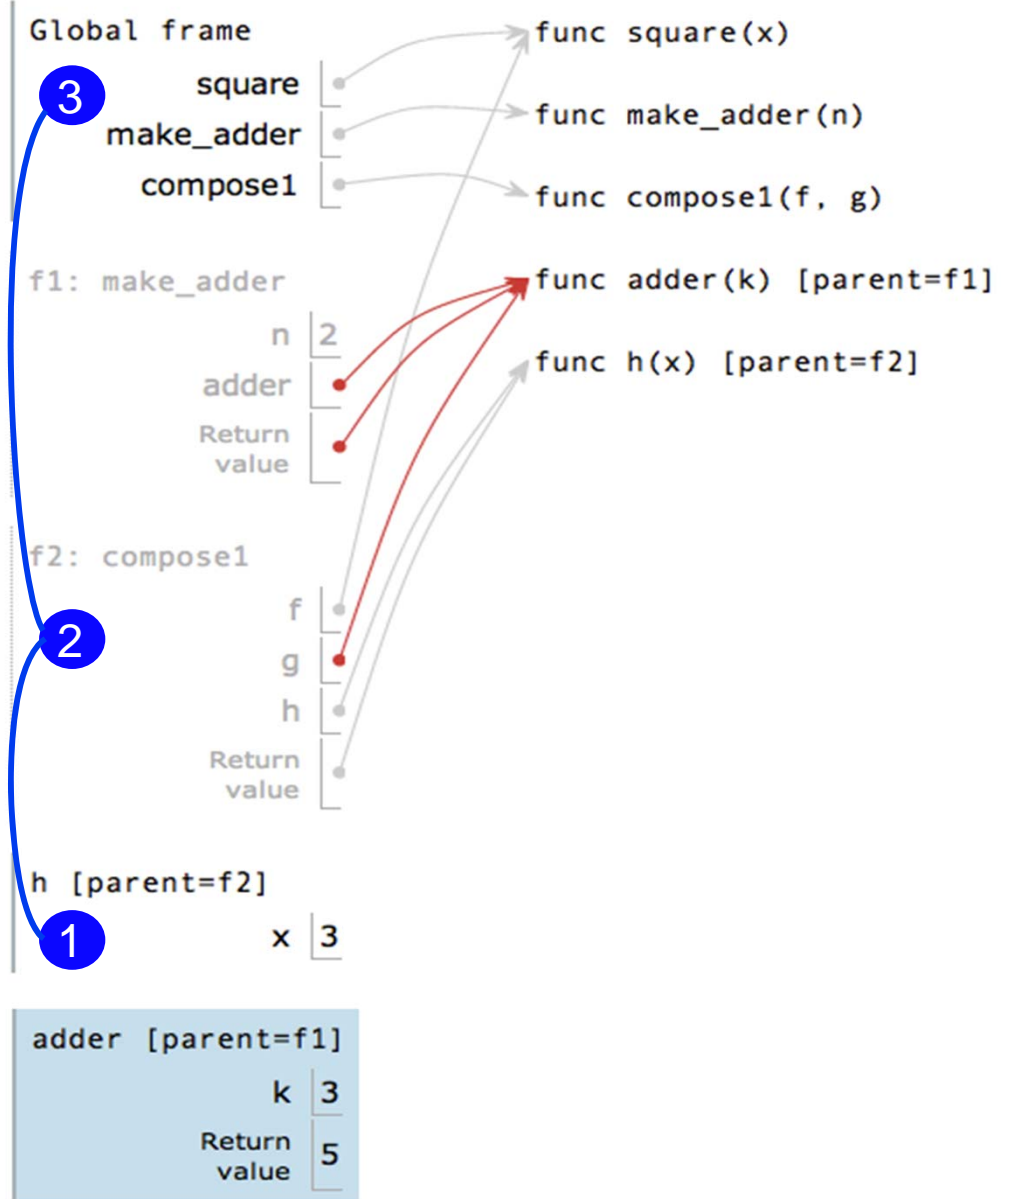 Global frame
func square(x)
3
square
make_adder
func make_adder(n)
compose1
func compose1(f, g)
f1: make_adder
func adder(k) [parent=f1]
n 2
func h(x) [parent=f2]
adder
Return
value
f2: compose1
f
2
g
h
Return
value
h [parent=f2]
1
x 3
adder [parent=f1]
k 3
Return
value
5